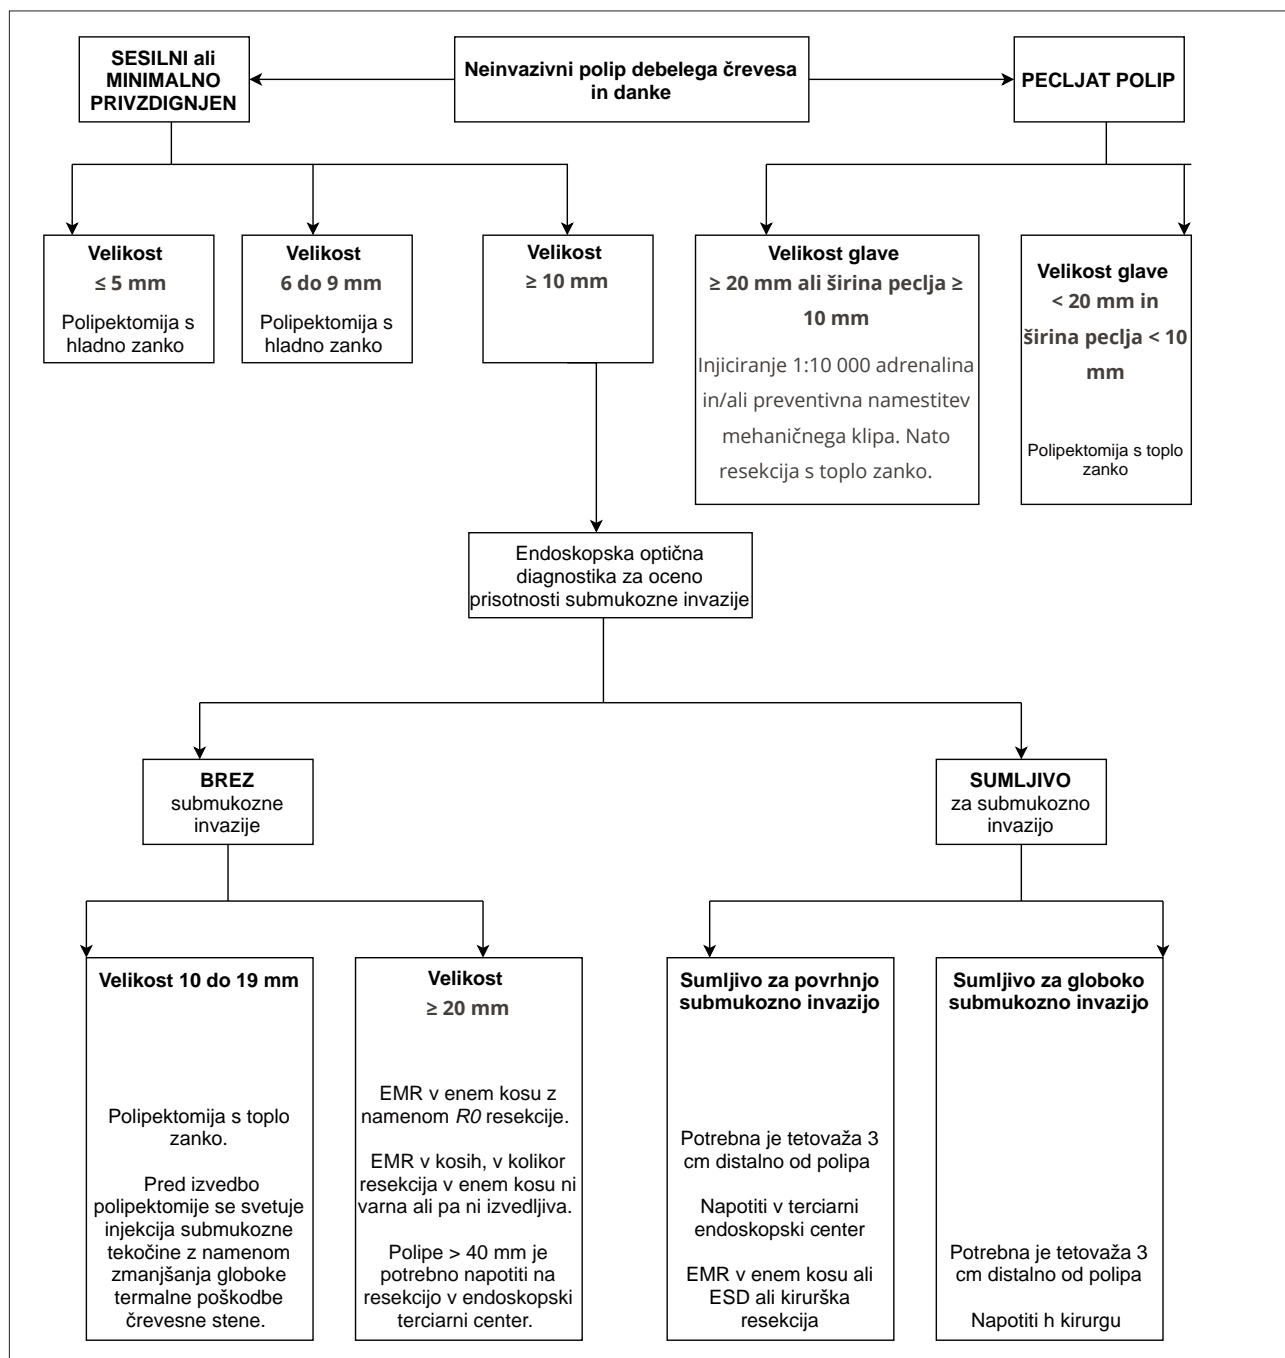 SESILNI ali
MINIMALNO
PRIVZDIGNJEN
Neinvazivni polip debelega črevesa
in danke
PECLJAT POLIP
Velikost
≤ 5 mm
Polipektomija s
hladno zanko
Velikost
6 do 9 mm
Polipektomija s
hladno zanko
Velikost
≥ 10 mm
Velikost glave
≥ 20 mm ali širina peclja ≥
10 mm
Injiciranje 1:10 000 adrenalina
in/ali preventivna namestitev
mehaničnega klipa. Nato
resekcija s toplo zanko.
Velikost glave
< 20 mm in
širina peclja < 10
mm
Polipektomija s toplo
zanko
Endoskopska optična
diagnostika za oceno
prisotnosti submukozne invazije
BREZ
submukozne
invazije
SUMLJIVO
za submukozno
invazijo
Velikost 10 do 19 mm
Polipektomija s toplo
zanko.
Pred izvedbo
polipektomije se svetuje
injekcija submukozne
tekočine z namenom
zmanjšanja globoke
termalne poškodbe
črevesne stene.
Velikost
≥ 20 mm
EMR v enem kosu z
namenom R0 resekcije.
EMR v kosih, v kolikor
resekcija v enem kosu ni
varna ali pa ni izvedljiva.
Polipe > 40 mm je
potrebno napotiti na
resekcijo v endoskopski
terciarni center.
Sumljivo za povrhnjo
submukozno invazijo
Potrebna je tetovaža 3
cm distalno od polipa
Napotiti v terciarni
endoskopski center
EMR v enem kosu ali
ESD ali kirurška
resekcija
Sumljivo za globoko
submukozno invazijo
Potrebna je tetovaža 3
cm distalno od polipa
Napotiti h kirurgu